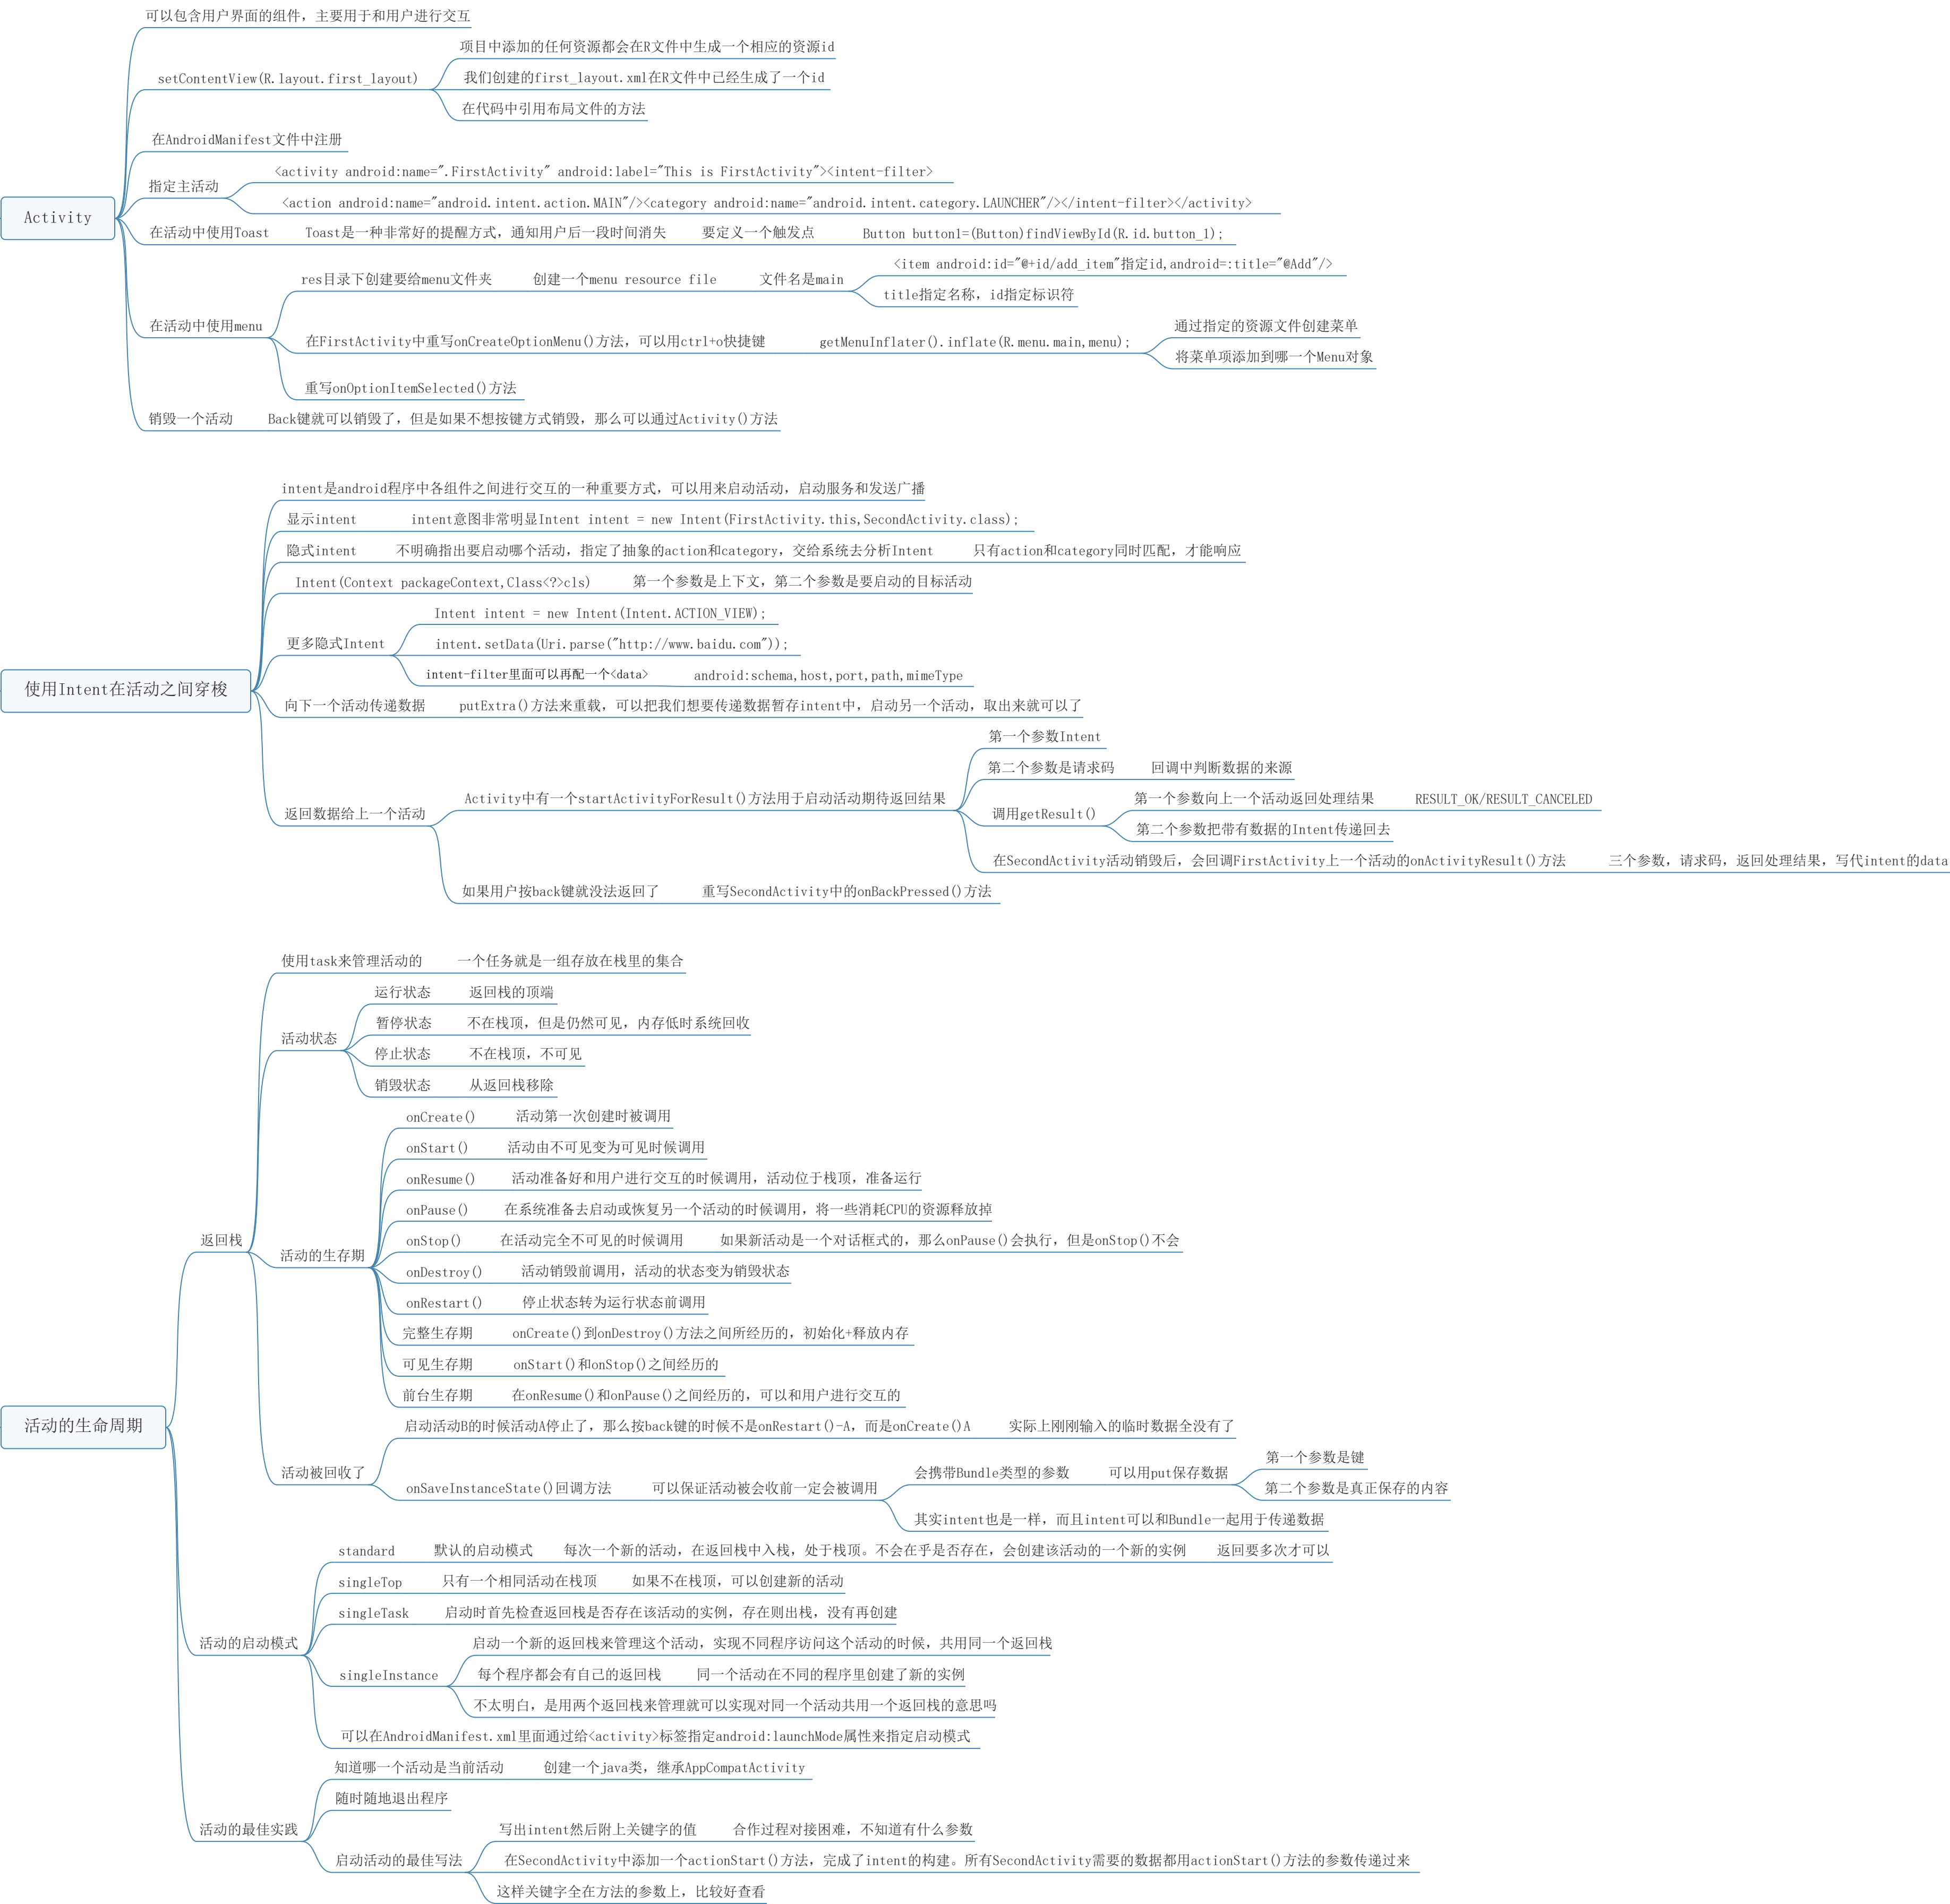 Activity
可以包含用户界面的组件，主要用于和用户进行交互
setContentView(R.layout.first_layout)
项目中添加的任何资源都会在R文件中生成一个相应的资源id
我们创建的first_layout.xml在R文件中已经生成了一个id
在代码中引用布局文件的方法
在AndroidManifest文件中注册
指定主活动
<activity android:name=".FirstActivity" android:label="This is FirstActivity"><intent-filter>
<action android:name="android.intent.action.MAIN"/><category android:name="android.intent.category.LAUNCHER"/></intent-filter></activity>
在活动中使用Toast
Toast是一种非常好的提醒方式，通知用户后一段时间消失
要定义一个触发点
Button button1=(Button)findViewById(R.id.button_1);
在活动中使用menu
res目录下创建要给menu文件夹
创建一个menu resource file
文件名是main
<item android:id="@+id/add_item"指定id,android=:title="@Add"/>
title指定名称，id指定标识符
在FirstActivity中重写onCreateOptionMenu()方法，可以用ctrl+o快捷键
getMenuInflater().inflate(R.menu.main,menu);
通过指定的资源文件创建菜单
将菜单项添加到哪一个Menu对象
重写onOptionItemSelected()方法
销毁一个活动
Back键就可以销毁了，但是如果不想按键方式销毁，那么可以通过Activity()方法
使用Intent在活动之间穿梭
intent是android程序中各组件之间进行交互的一种重要方式，可以用来启动活动，启动服务和发送广播
显示intent
intent意图非常明显Intent intent = new Intent(FirstActivity.this,SecondActivity.class);
隐式intent
不明确指出要启动哪个活动，指定了抽象的action和category，交给系统去分析Intent
只有action和category同时匹配，才能响应
Intent(Context packageContext,Class<?>cls)
第一个参数是上下文，第二个参数是要启动的目标活动
更多隐式Intent
Intent intent = new Intent(Intent.ACTION_VIEW);
intent.setData(Uri.parse("http://www.baidu.com"));
intent-filter里面可以再配一个<data>
android:schema,host,port,path,mimeType
向下一个活动传递数据
putExtra()方法来重载，可以把我们想要传递数据暂存intent中，启动另一个活动，取出来就可以了
返回数据给上一个活动
Activity中有一个startActivityForResult()方法用于启动活动期待返回结果
第一个参数Intent
第二个参数是请求码
回调中判断数据的来源
调用getResult()
第一个参数向上一个活动返回处理结果
RESULT_OK/RESULT_CANCELED
第二个参数把带有数据的Intent传递回去
在SecondActivity活动销毁后，会回调FirstActivity上一个活动的onActivityResult()方法
三个参数，请求码，返回处理结果，写代intent的data
如果用户按back键就没法返回了
重写SecondActivity中的onBackPressed()方法
活动的生命周期
返回栈
使用task来管理活动的
一个任务就是一组存放在栈里的集合
活动状态
运行状态
返回栈的顶端
暂停状态
不在栈顶，但是仍然可见，内存低时系统回收
停止状态
不在栈顶，不可见
销毁状态
从返回栈移除
活动的生存期
onCreate()
活动第一次创建时被调用
onStart()
活动由不可见变为可见时候调用
onResume()
活动准备好和用户进行交互的时候调用，活动位于栈顶，准备运行
onPause()
在系统准备去启动或恢复另一个活动的时候调用，将一些消耗CPU的资源释放掉
onStop()
在活动完全不可见的时候调用
如果新活动是一个对话框式的，那么onPause()会执行，但是onStop()不会
onDestroy()
活动销毁前调用，活动的状态变为销毁状态
onRestart()
停止状态转为运行状态前调用
完整生存期
onCreate()到onDestroy()方法之间所经历的，初始化+释放内存
可见生存期
onStart()和onStop()之间经历的
前台生存期
在onResume()和onPause()之间经历的，可以和用户进行交互的
活动被回收了
启动活动B的时候活动A停止了，那么按back键的时候不是onRestart()-A，而是onCreate()A
实际上刚刚输入的临时数据全没有了
onSaveInstanceState()回调方法
可以保证活动被会收前一定会被调用
会携带Bundle类型的参数
可以用put保存数据
第一个参数是键
第二个参数是真正保存的内容
其实intent也是一样，而且intent可以和Bundle一起用于传递数据
活动的启动模式
standard
默认的启动模式
每次一个新的活动，在返回栈中入栈，处于栈顶。不会在乎是否存在，会创建该活动的一个新的实例
返回要多次才可以
singleTop
只有一个相同活动在栈顶
如果不在栈顶，可以创建新的活动
singleTask
启动时首先检查返回栈是否存在该活动的实例，存在则出栈，没有再创建
singleInstance
启动一个新的返回栈来管理这个活动，实现不同程序访问这个活动的时候，共用同一个返回栈
每个程序都会有自己的返回栈
同一个活动在不同的程序里创建了新的实例
不太明白，是用两个返回栈来管理就可以实现对同一个活动共用一个返回栈的意思吗
可以在AndroidManifest.xml里面通过给<activity>标签指定android:launchMode属性来指定启动模式
活动的最佳实践
知道哪一个活动是当前活动
创建一个java类，继承AppCompatActivity
随时随地退出程序
启动活动的最佳写法
写出intent然后附上关键字的值
合作过程对接困难，不知道有什么参数
在SecondActivity中添加一个actionStart()方法，完成了intent的构建。所有SecondActivity需要的数据都用actionStart()方法的参数传递过来
这样关键字全在方法的参数上，比较好查看